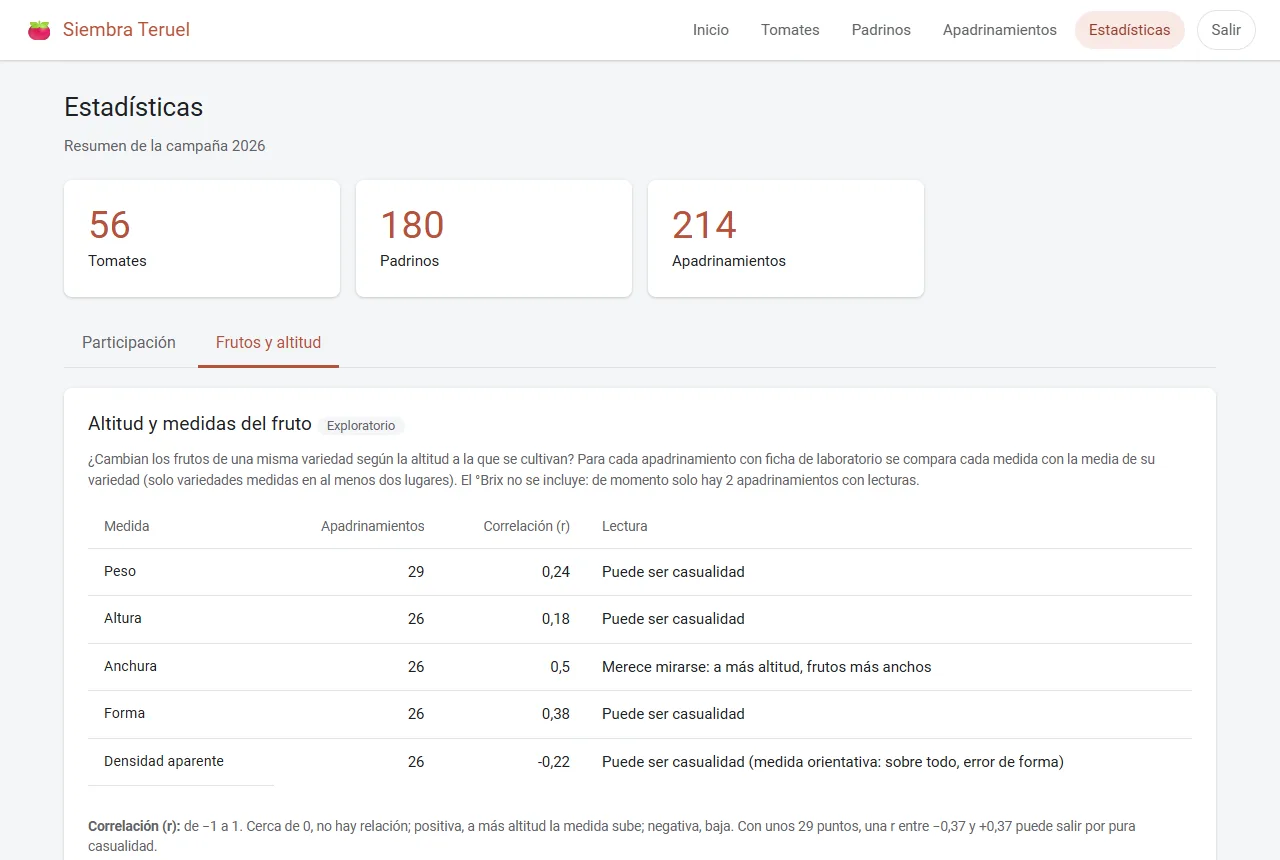 Siembra Teruel
Inicio Tomates Padrinos Apadrinamientos Estadísticas Salir
Estadísticas
Resumen de la campaña 2026
56 180 214
Tomates Padrinos Apadrinamientos
Participación Frutos y altitud
Altitud y medidas del fruto Exploratorio
¿Cambian los frutos de una misma variedad según la altitud a la que se cultivan? Para cada apadrinamiento con ficha de laboratorio se compara cada medida con la media de su
variedad (solo variedades medidas en al menos dos lugares). El °Brix no se incluye: de momento solo hay 2 apadrinamientos con lecturas.
Medida Apadrinamientos Correlación (r) Lectura
Peso 29 0,24 Puede ser casualidad
Altura 26 0,18 Puede ser casualidad
Anchura 26 0,5 Merece mirarse: a más altitud, frutos más anchos
Forma 26 0,38 Puede ser casualidad
Densidad aparente 26 -0,22 Puede ser casualidad (medida orientativa: sobre todo, error de forma)
Correlación (r): de −1 a 1. Cerca de 0, no hay relación; positiva, a más altitud la medida sube; negativa, baja. Con unos 29 puntos, una r entre −0,37 y +0,37 puede salir por pura
casualidad.